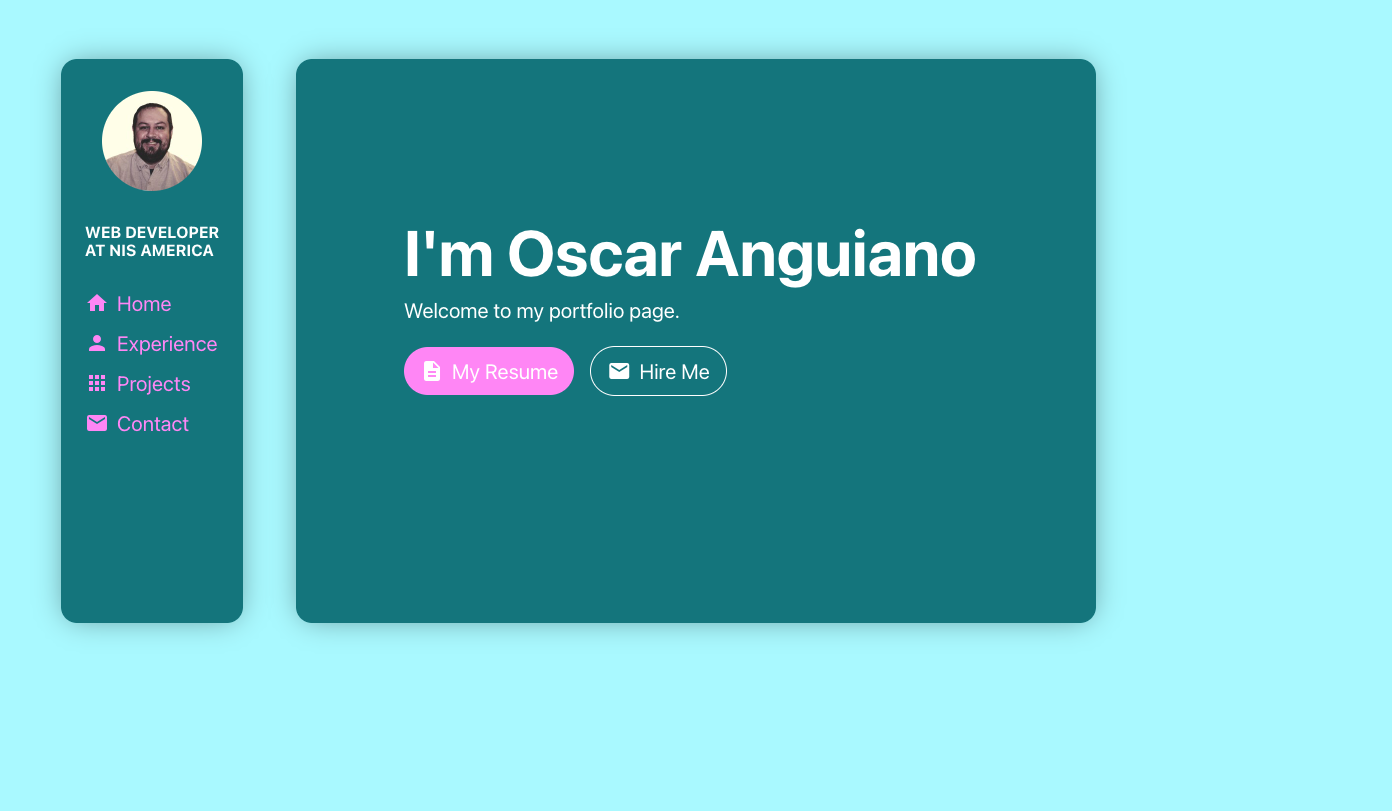 WEB DEVELOPER
AT NIS AMERICA
Home
Experience
Projects
Contact
I'm Oscar Anguiano
Welcome to my portfolio page.
My Resume
Hire Me